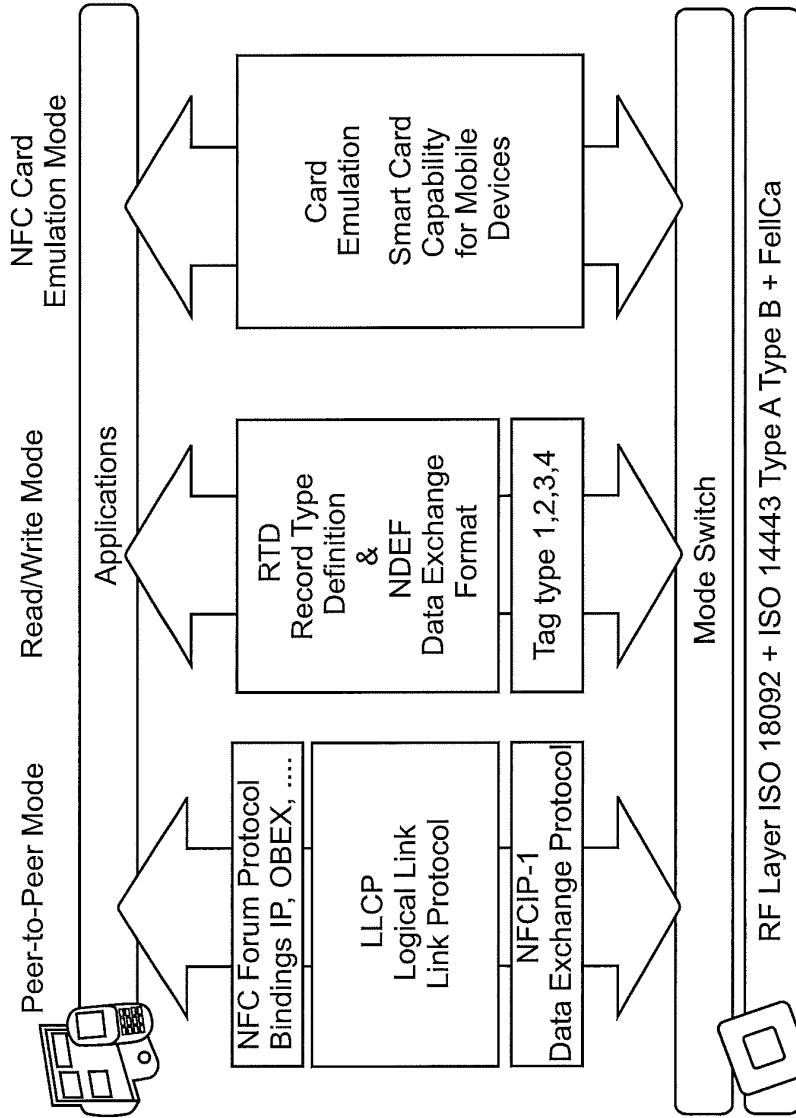 Peer-to-Peer Mode
Read/Write Mode
NFC Card
Emulation Mode
Applications
NFC Forum Protocol
Bindings IP, OBEX, ....
LLCP
Logical Link
Link Protocol
NFCIP-1
Data Exchange Protocol
RTD
Record Type
Definition
&
NDEF
Data Exchange
Format
Tag type 1,2,3,4
Card
Emulation
Smart Card
Capability
for Mobile
Devices
Mode Switch
RF Layer ISO 18092 + ISO 14443 Type A Type B + FellCa